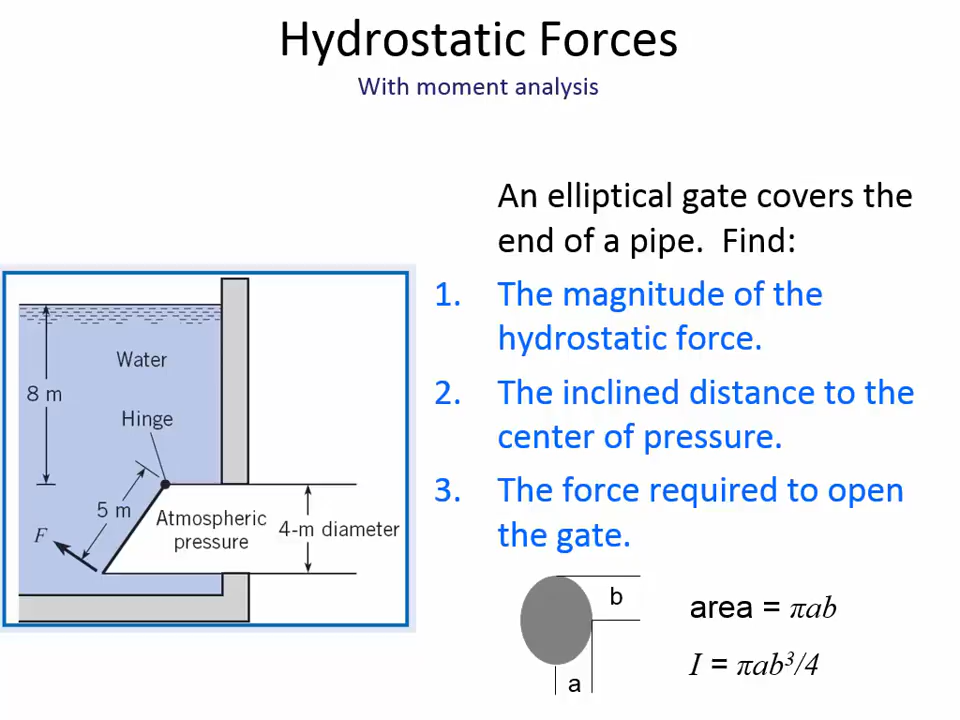 Hydrostatic Forces
With moment analysis
An elliptical gate covers the
end of a pipe. Find:
1. The magnitude of the
hydrostatic force.
2. The inclined distance to the
center of pressure.
3. The force required to open
the gate.
Water
8 m
Hinge
5 m
Atmospheric
pressure
4-m diameter
F
b
a
area = πab
I = πab³/4